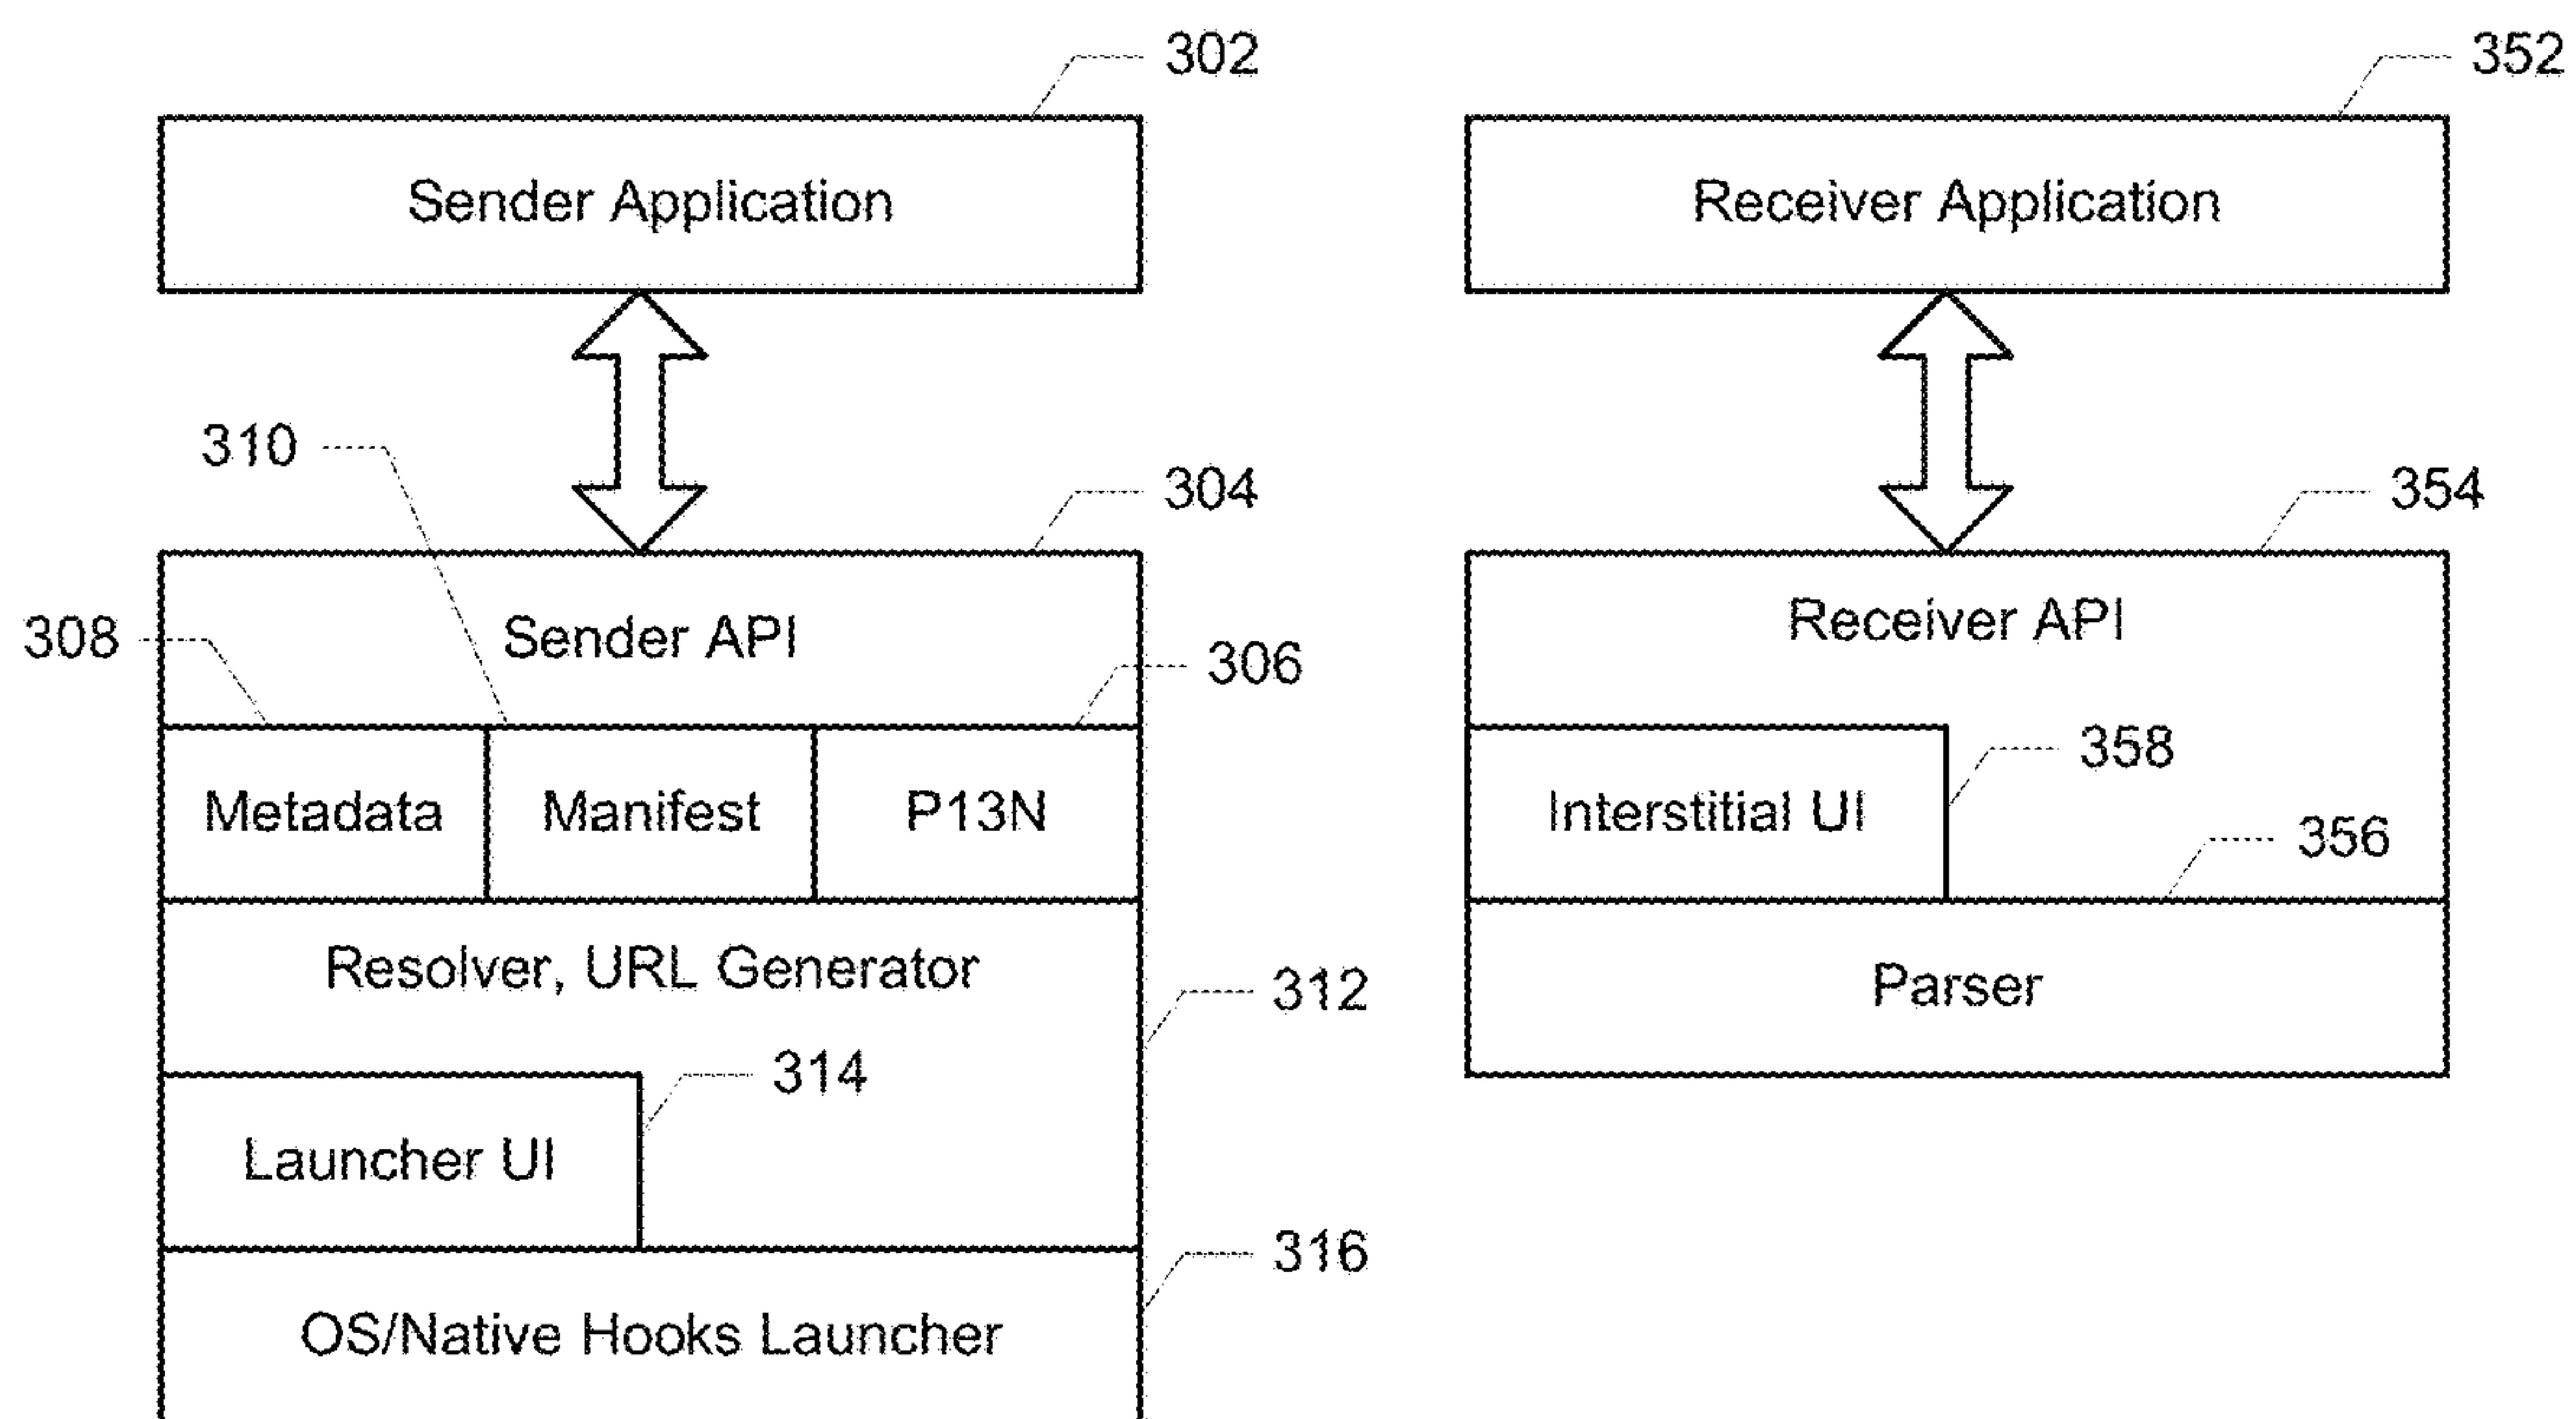 302
352
Sender Application
Receiver Application
310
304
354
308
Sender API
306
Receiver API
Metadata
Manifest
P13N
Interstitial UI
358
356
Resolver, URL Generator
312
Parser
314
Launcher UI
316
OS/Native Hooks Launcher